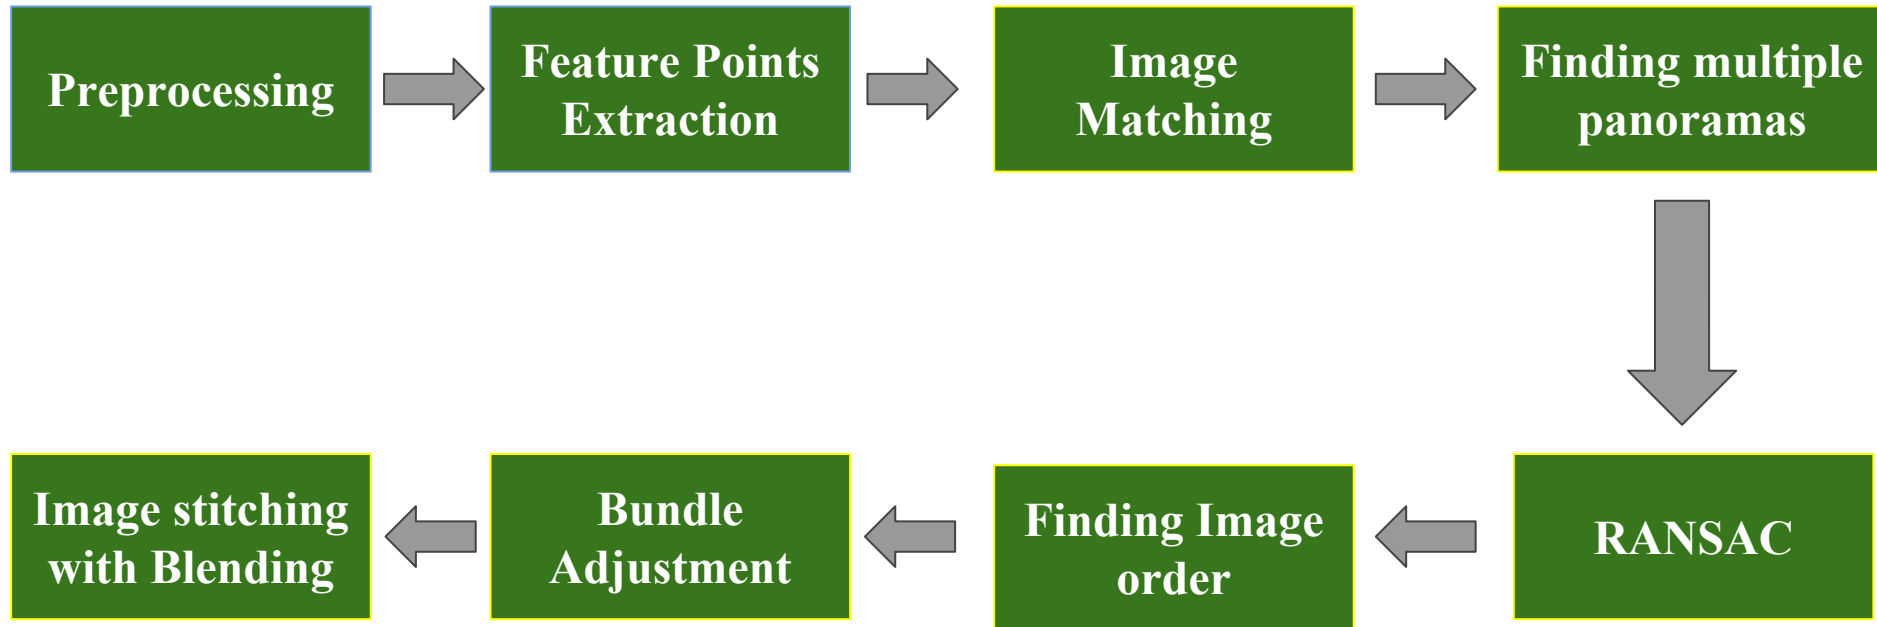 Preprocessing
Feature Points
Extraction
Image
Matching
Finding multiple
panoramas
RANSAC
Finding Image
order
Bundle
Adjustment
Image stitching
with Blending